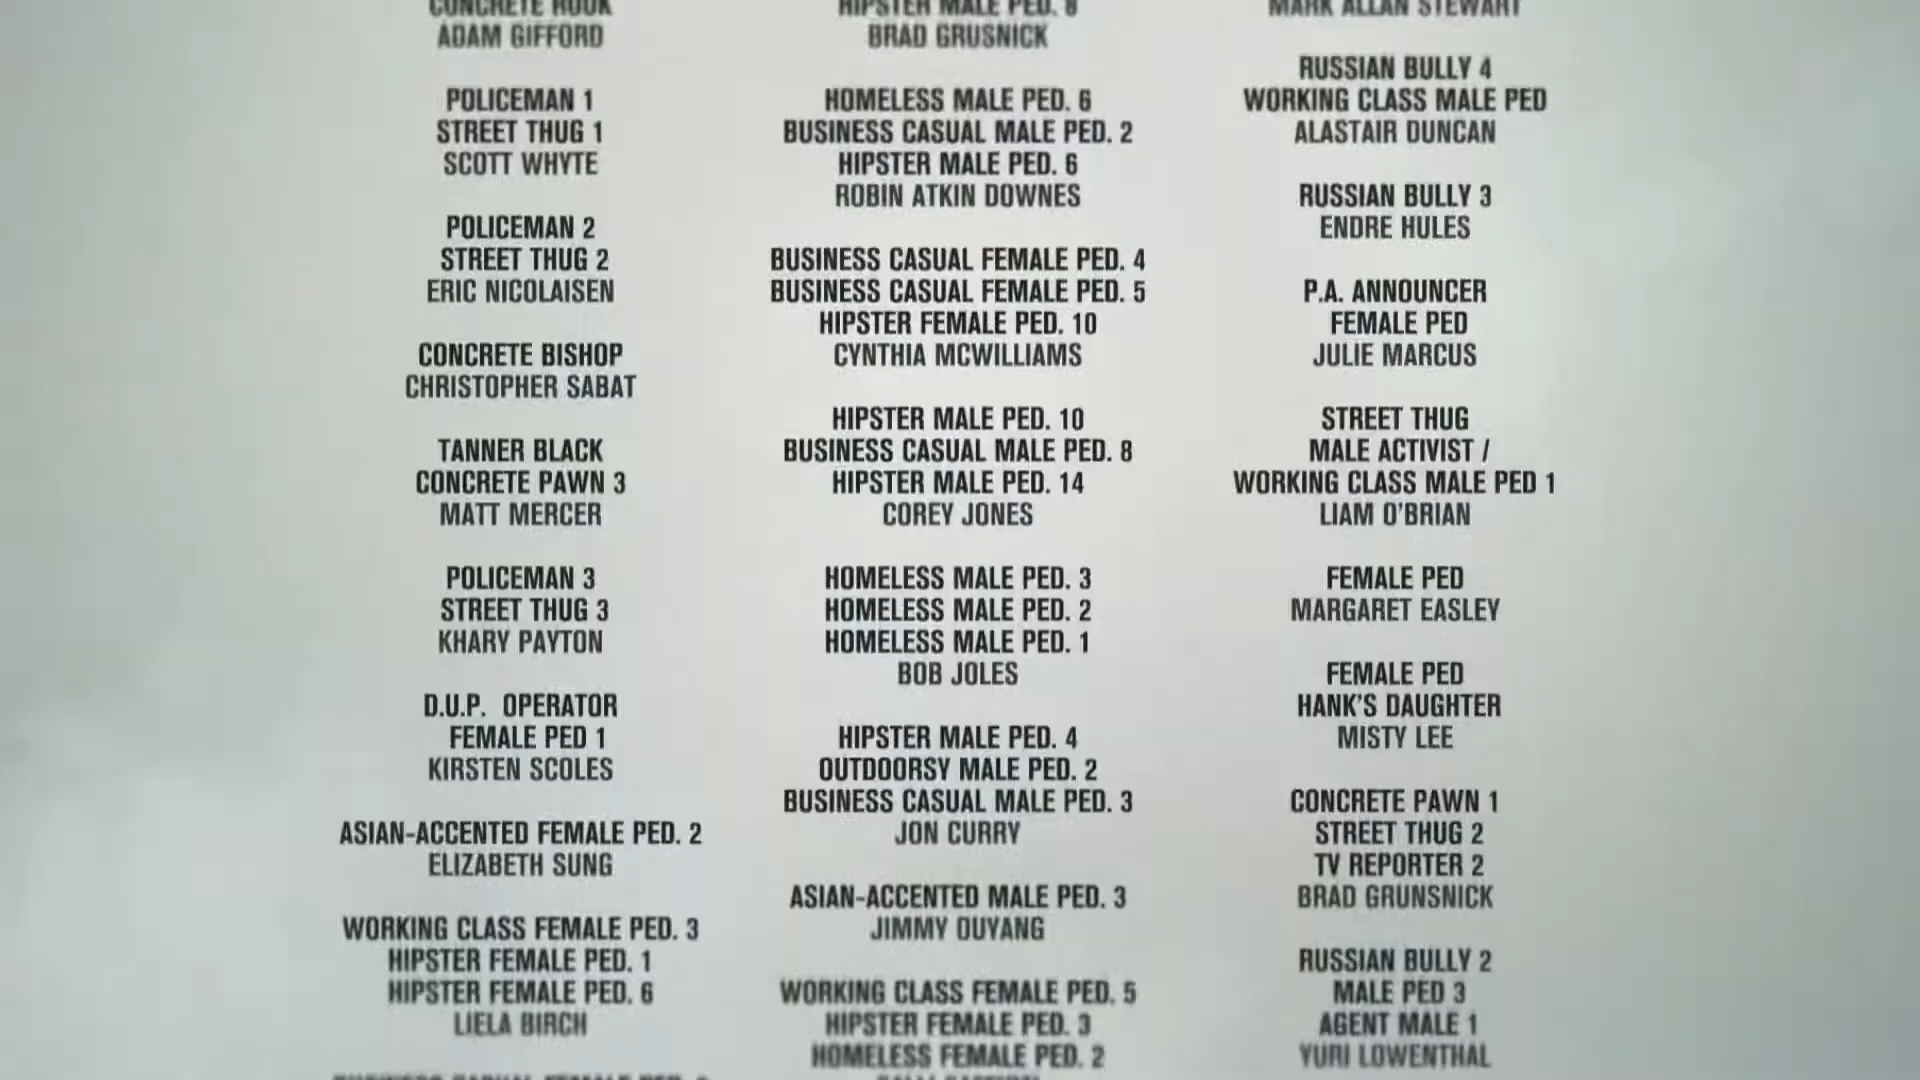 CONCRETE ROOK
ADAM GIFFORD
POLICEMAN 1
STREET THUG 1
SCOTT WHYTE
POLICEMAN 2
STREET THUG 2
ERIC NICOLAISEN
CONCRETE BISHOP
CHRISTOPHER SABAT
TANNER BLACK
CONCRETE PAWN 3
MATT MERCER
POLICEMAN 3
STREET THUG 3
KHARY PAYTON
D.U.P. OPERATOR
FEMALE PED 1
KIRSTEN SCOLES
ASIAN-ACCENTED FEMALE PED. 2
ELIZABETH SUNG
WORKING CLASS FEMALE PED. 3
HIPSTER FEMALE PED. 1
HIPSTER FEMALE PED. 6
LIELA BIRCH
HIPSTER MALE PED. 8
BRAD GRUSNICK
HOMELESS MALE PED. 6
BUSINESS CASUAL MALE PED. 2
HIPSTER MALE PED. 6
ROBIN ATKIN DOWNES
BUSINESS CASUAL FEMALE PED. 4
BUSINESS CASUAL FEMALE PED. 5
HIPSTER FEMALE PED. 10
CYNTHIA MCWILLIAMS
HIPSTER MALE PED. 10
BUSINESS CASUAL MALE PED. 8
HIPSTER MALE PED. 14
COREY JONES
HOMELESS MALE PED. 3
HOMELESS MALE PED. 2
HOMELESS MALE PED. 1
BOB JOLES
HIPSTER MALE PED. 4
OUTDOORSY MALE PED. 2
BUSINESS CASUAL MALE PED. 3
JON CURRY
ASIAN-ACCENTED MALE PED. 3
JIMMY OUYANG
WORKING CLASS FEMALE PED. 5
HIPSTER FEMALE PED. 3
HOMELESS FEMALE PED. 2
MARK ALLAN STEWART
RUSSIAN BULLY 4
WORKING CLASS MALE PED
ALASTAIR DUNCAN
RUSSIAN BULLY 3
ENDRE HULES
P.A. ANNOUNCER
FEMALE PED
JULIE MARCUS
STREET THUG
MALE ACTIVIST /
WORKING CLASS MALE PED 1
LIAM O'BRIAN
FEMALE PED
MARGARET EASLEY
FEMALE PED
HANK'S DAUGHTER
MISTY LEE
CONCRETE PAWN 1
STREET THUG 2
TV REPORTER 2
BRAD GRUNSNICK
RUSSIAN BULLY 2
MALE PED 3
AGENT MALE 1
YURI LOWENTHAL